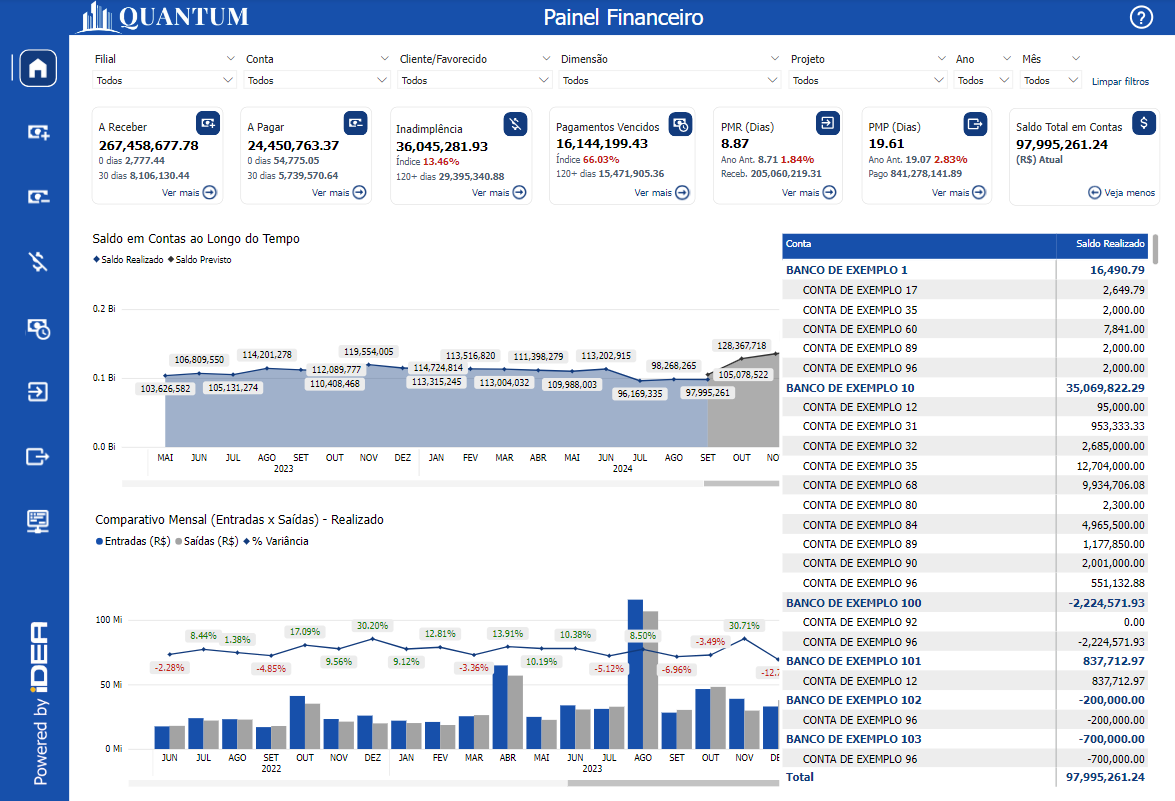 QUANTUM
Painel Financeiro
?
Filial
Conta
Cliente/Favorecido
Dimensão
Projeto
Ano
Mês
Todos
Todos
Todos
Todos
Todos
Todos
Todos
Limpar filtros
A Receber
267,458,677.78
0 dias 2,777.44
30 dias 8,106,130.44
Ver mais
A Pagar
24,450,763.37
0 dias 54,775.05
30 dias 5,739,570.64
Ver mais
Inadimplência
36,045,281.93
Índice 13.46%
120+ dias 29,395,340.88
Ver mais
Pagamentos Vencidos
16,144,199.43
Índice 66.03%
120+ dias 15,471,905.36
Ver mais
PMR (Dias)
8.87
Ano Ant. 8.71 1.84%
Receb. 205,060,219.31
Ver mais
PMP (Dias)
19.61
Ano Ant. 19.07 2.83%
Pago 841,278,141.89
Ver mais
Saldo Total em Contas
97,995,261.24
(R$) Atual
Veja menos
Saldo em Contas ao Longo do Tempo
Saldo Realizado Saldo Previsto
0.2 Bi
0.1 Bi
0.0 Bi
103,626,582
106,809,550
105,131,274
114,201,278
112,089,777
110,408,468
119,554,005
114,724,814
113,315,245
113,516,820
113,004,032
111,398,279
109,988,003
113,202,915
96,169,335
98,268,265
97,995,261
105,078,522
128,367,718
MAI JUN JUL AGO SET OUT NOV DEZ JAN FEV MAR ABR MAI JUN JUL AGO SET OUT NO
2023 2024
Comparativo Mensal (Entradas x Saídas) - Realizado
Entradas (R$) Saídas (R$) % Variância
100 Mi
50 Mi
0 Mi
-2.28%
8.44%
1.38%
-4.85%
17.09%
9.56%
30.20%
9.12%
12.81%
-3.36%
13.91%
10.19%
10.38%
-5.12%
8.50%
-6.96%
-3.49%
30.71%
-12.7
JUN JUL AGO SET OUT NOV DEZ JAN FEV MAR ABR MAI JUN JUL AGO SET OUT NOV DE
2022 2023
Conta Saldo Realizado
BANCO DE EXEMPLO 1 16,490.79
CONTA DE EXEMPLO 17 2,649.79
CONTA DE EXEMPLO 35 2,000.00
CONTA DE EXEMPLO 60 7,841.00
CONTA DE EXEMPLO 89 2,000.00
CONTA DE EXEMPLO 96 2,000.00
BANCO DE EXEMPLO 10 35,069,822.29
CONTA DE EXEMPLO 12 95,000.00
CONTA DE EXEMPLO 31 953,333.33
CONTA DE EXEMPLO 32 2,685,000.00
CONTA DE EXEMPLO 35 12,704,000.00
CONTA DE EXEMPLO 68 9,934,706.08
CONTA DE EXEMPLO 80 2,300.00
CONTA DE EXEMPLO 84 4,965,500.00
CONTA DE EXEMPLO 89 1,177,850.00
CONTA DE EXEMPLO 90 2,001,000.00
CONTA DE EXEMPLO 96 551,132.88
BANCO DE EXEMPLO 100 -2,224,571.93
CONTA DE EXEMPLO 92 0.00
CONTA DE EXEMPLO 96 -2,224,571.93
BANCO DE EXEMPLO 101 837,712.97
CONTA DE EXEMPLO 12 837,712.97
BANCO DE EXEMPLO 102 -200,000.00
CONTA DE EXEMPLO 96 -200,000.00
BANCO DE EXEMPLO 103 -700,000.00
CONTA DE EXEMPLO 96 -700,000.00
Total 97,995,261.24
Powered by iDEA